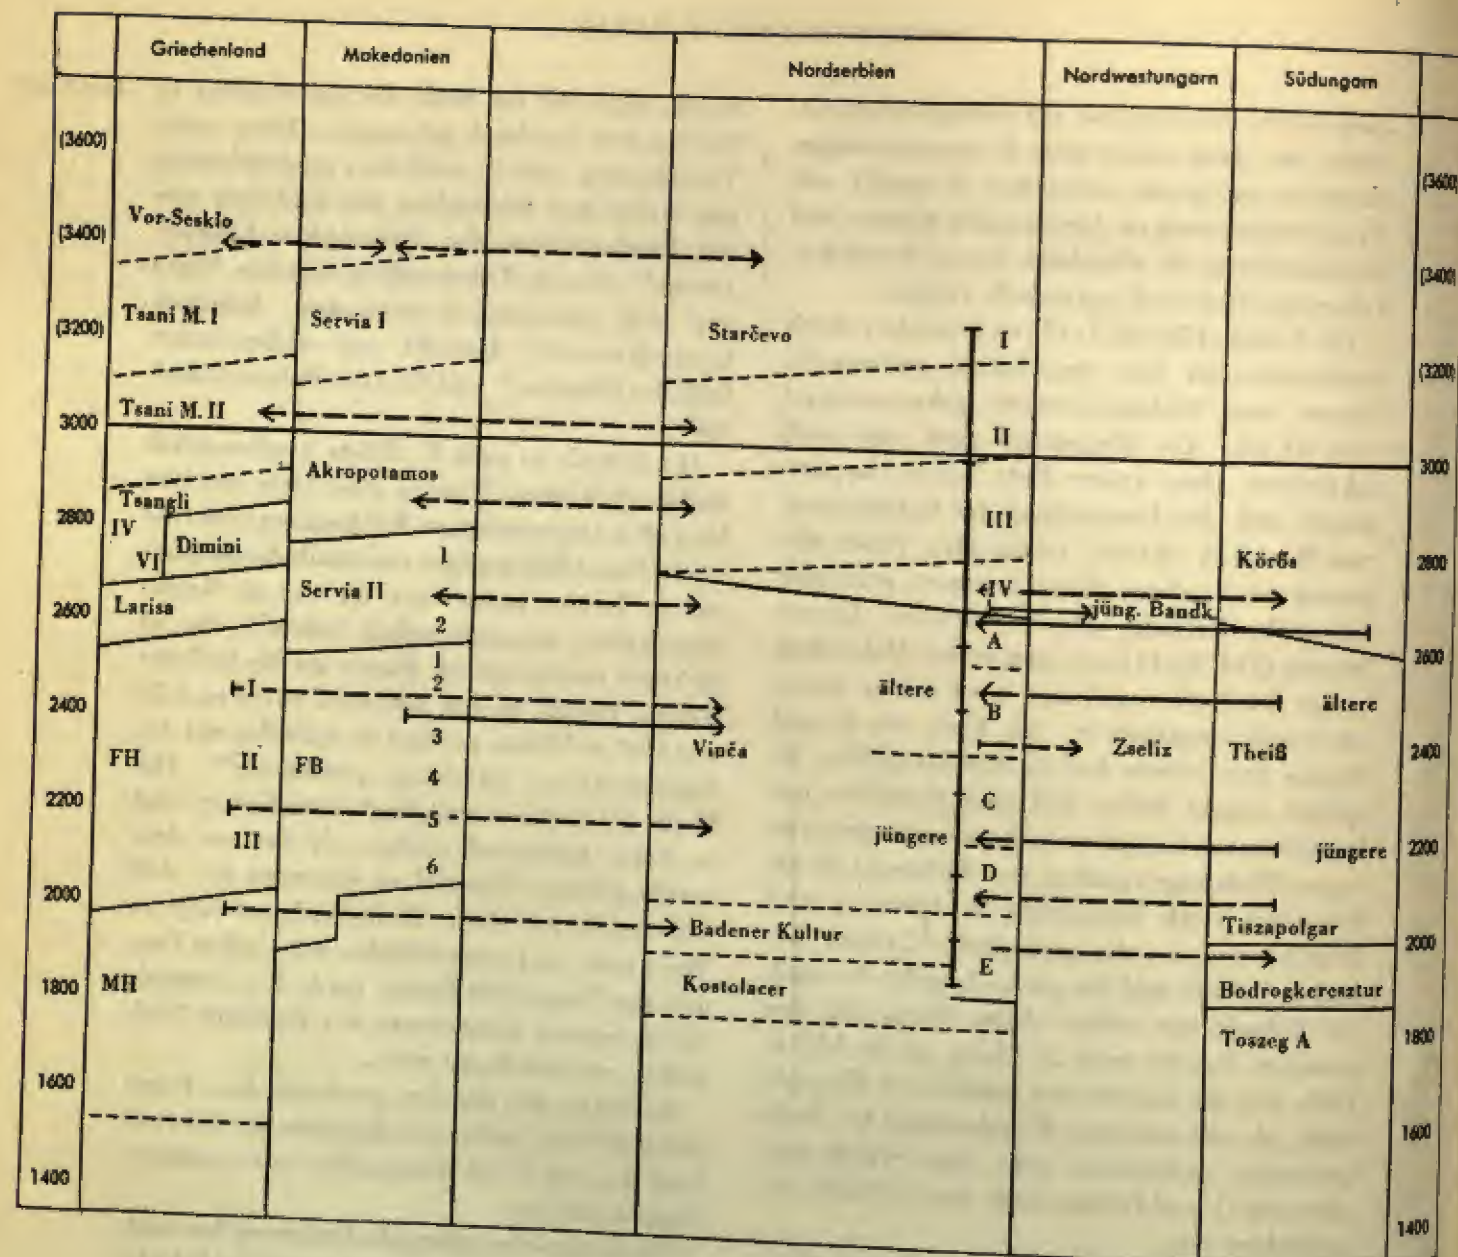 Griechenland Makedonien Nordserbien Nordwestungarn Südungarn
(3600) (3600)
Vor-Sesklo
(3400) (3400)
Tsani M. I Servia I Starčevo I
(3200) (3200)
Tsani M. II
3000 II 3000
Akropotamos
Tsangli
2800 IV III
Dimini 1 Körös 2800
VI
Servia II IV
Larisa jüng. Bandk.
2600 2 A 2600
1
I 2 ältere B ältere
2400 3 Vinča Zseliz Theiß 2400
FH II FB 4
C
2200 5 2200
III jüngere jüngere
6 D
2000 Badener Kultur Tiszapolgar 2000
E
1800 MH Kostolacer Bodrogkeresztur
Toszeg A 1800
1600 1600
1400 1400